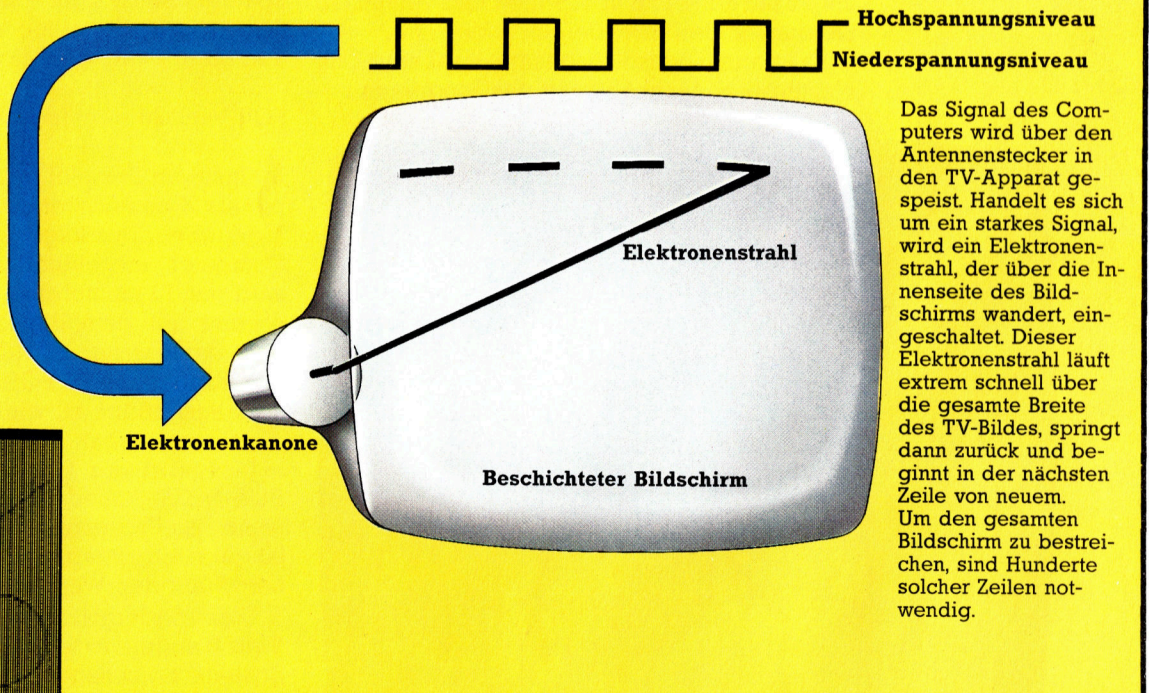 Hochspannungsniveau
Niederspannungsniveau
Elektronenstrahl
Elektronenkanone
Beschichteter Bildschirm
Das Signal des Com-
puters wird über den
Antennenstecker in
den TV-Apparat ge-
speist. Handelt es sich
um ein starkes Signal,
wird ein Elektronen-
strahl, der über die In-
nenseite des Bild-
schirms wandert, ein-
geschaltet. Dieser
Elektronenstrahl läuft
extrem schnell über
die gesamte Breite
des TV-Bildes, springt
dann zurück und be-
ginnt in der nächsten
Zeile von neuem.
Um den gesamten
Bildschirm zu bestrei-
chen, sind Hunderte
solcher Zeilen not-
wendig.